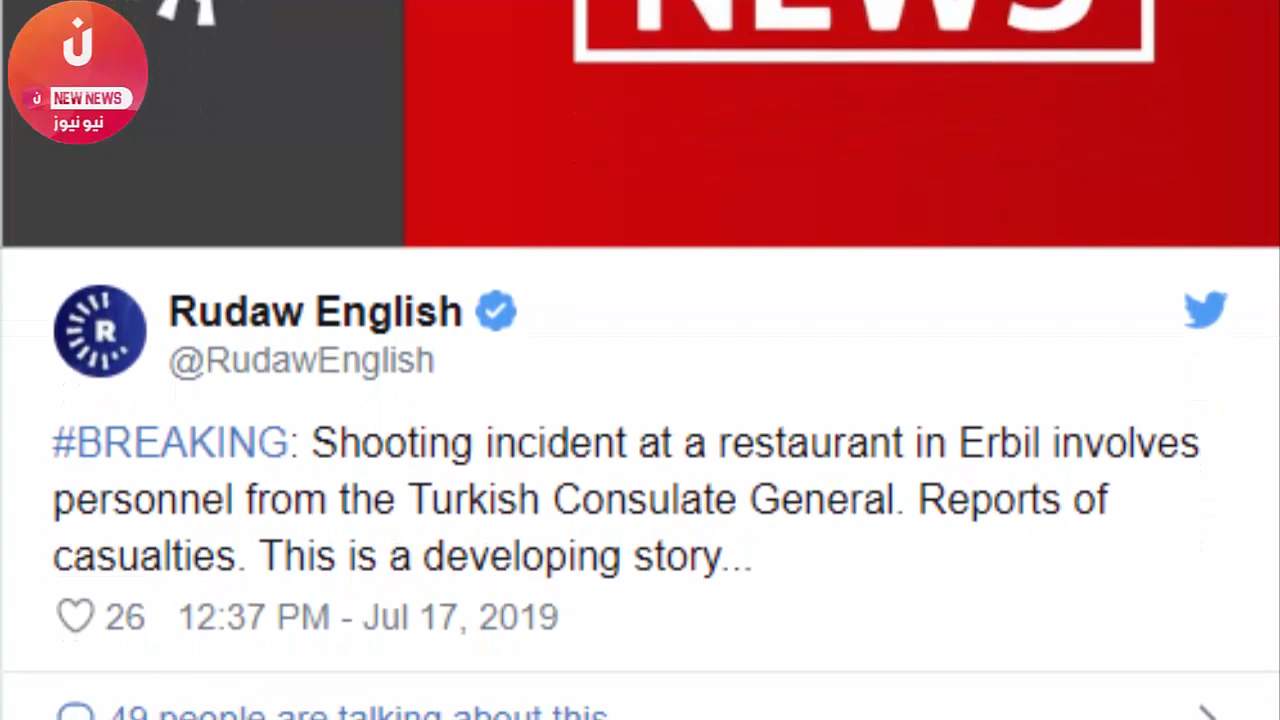 NEWS
ن
ن NEW NEWS
نيو نيوز
R
Rudaw English
@RudawEnglish
#BREAKING: Shooting incident at a restaurant in Erbil involves
personnel from the Turkish Consulate General. Reports of
casualties. This is a developing story...
26 12:37 PM - Jul 17, 2019
49 people are talking about this